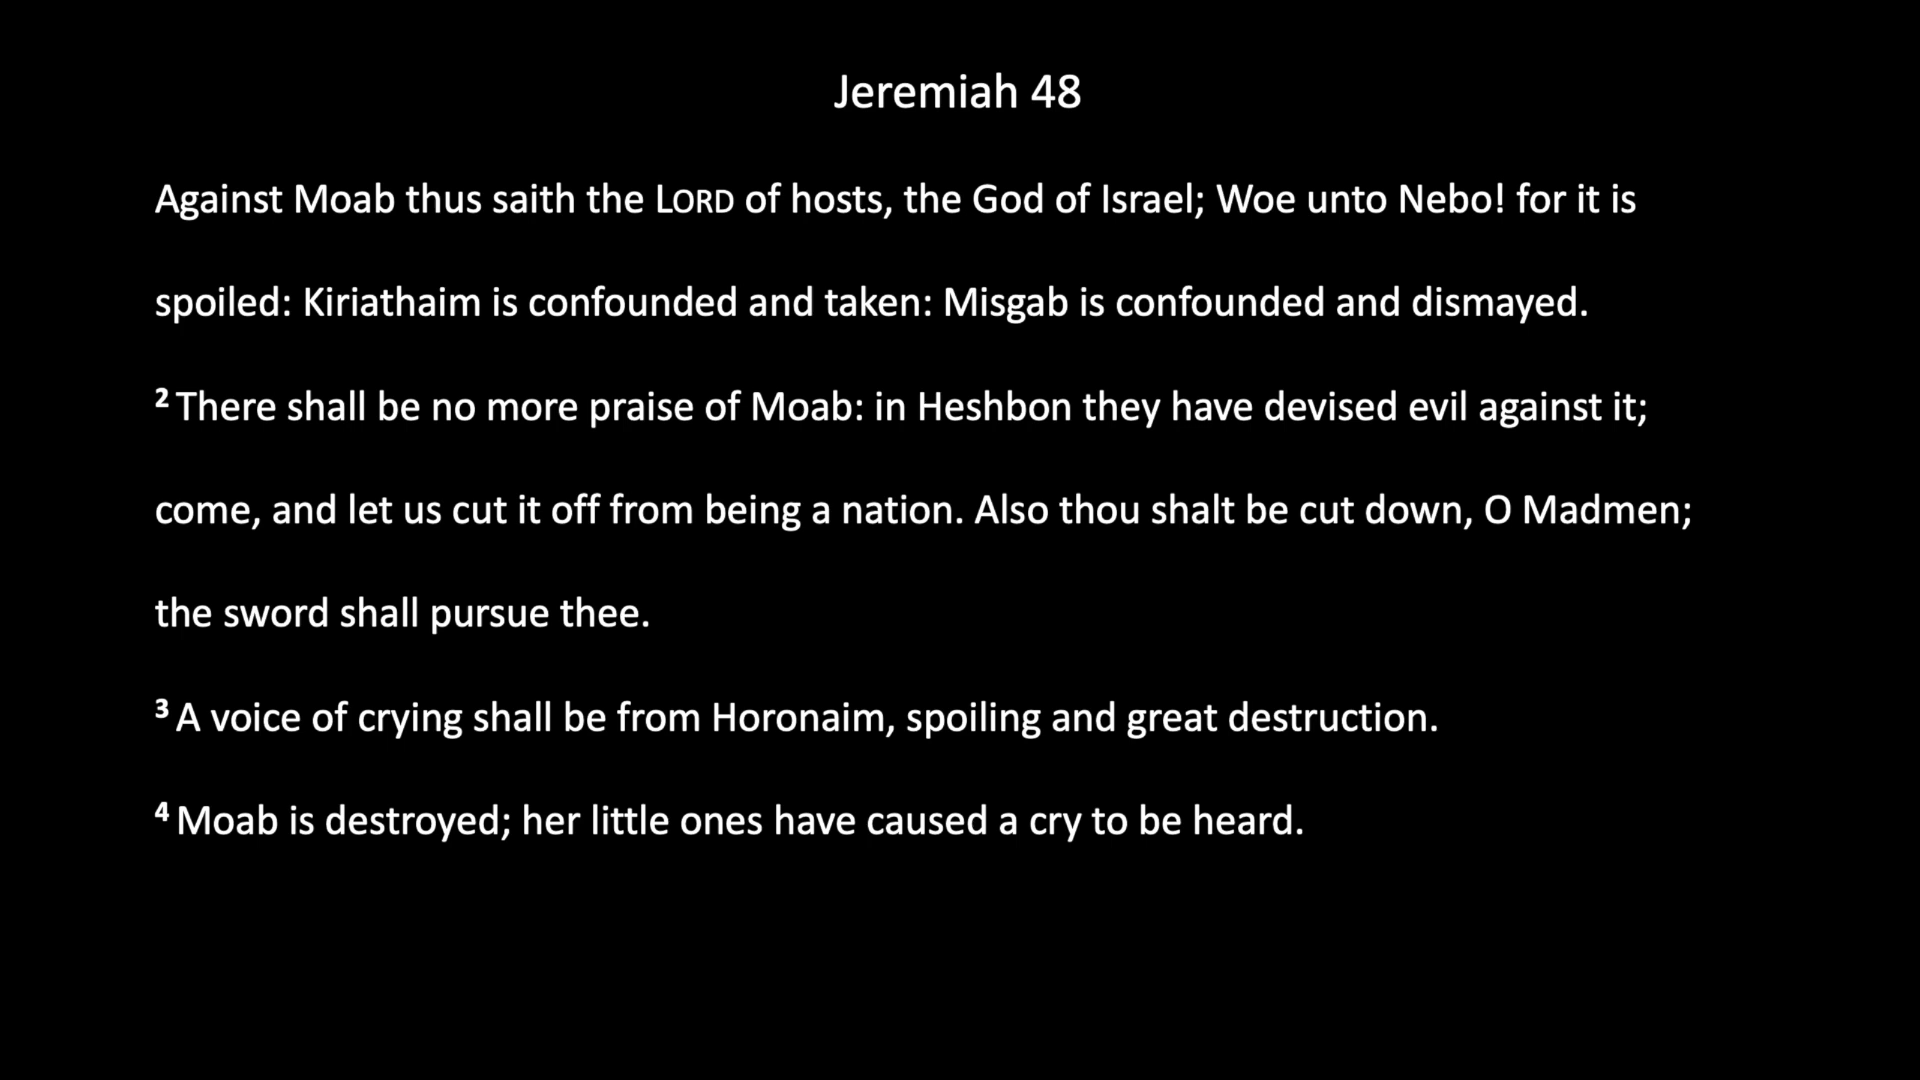 Jeremiah 48
Against Moab thus saith the LORD of hosts, the God of Israel; Woe unto Nebo! for it is
spoiled: Kiriathaim is confounded and taken: Misgab is confounded and dismayed.
2 There shall be no more praise of Moab: in Heshbon they have devised evil against it;
come, and let us cut it off from being a nation. Also thou shalt be cut down, O Madmen;
the sword shall pursue thee.
3 A voice of crying shall be from Horonaim, spoiling and great destruction.
4 Moab is destroyed; her little ones have caused a cry to be heard.